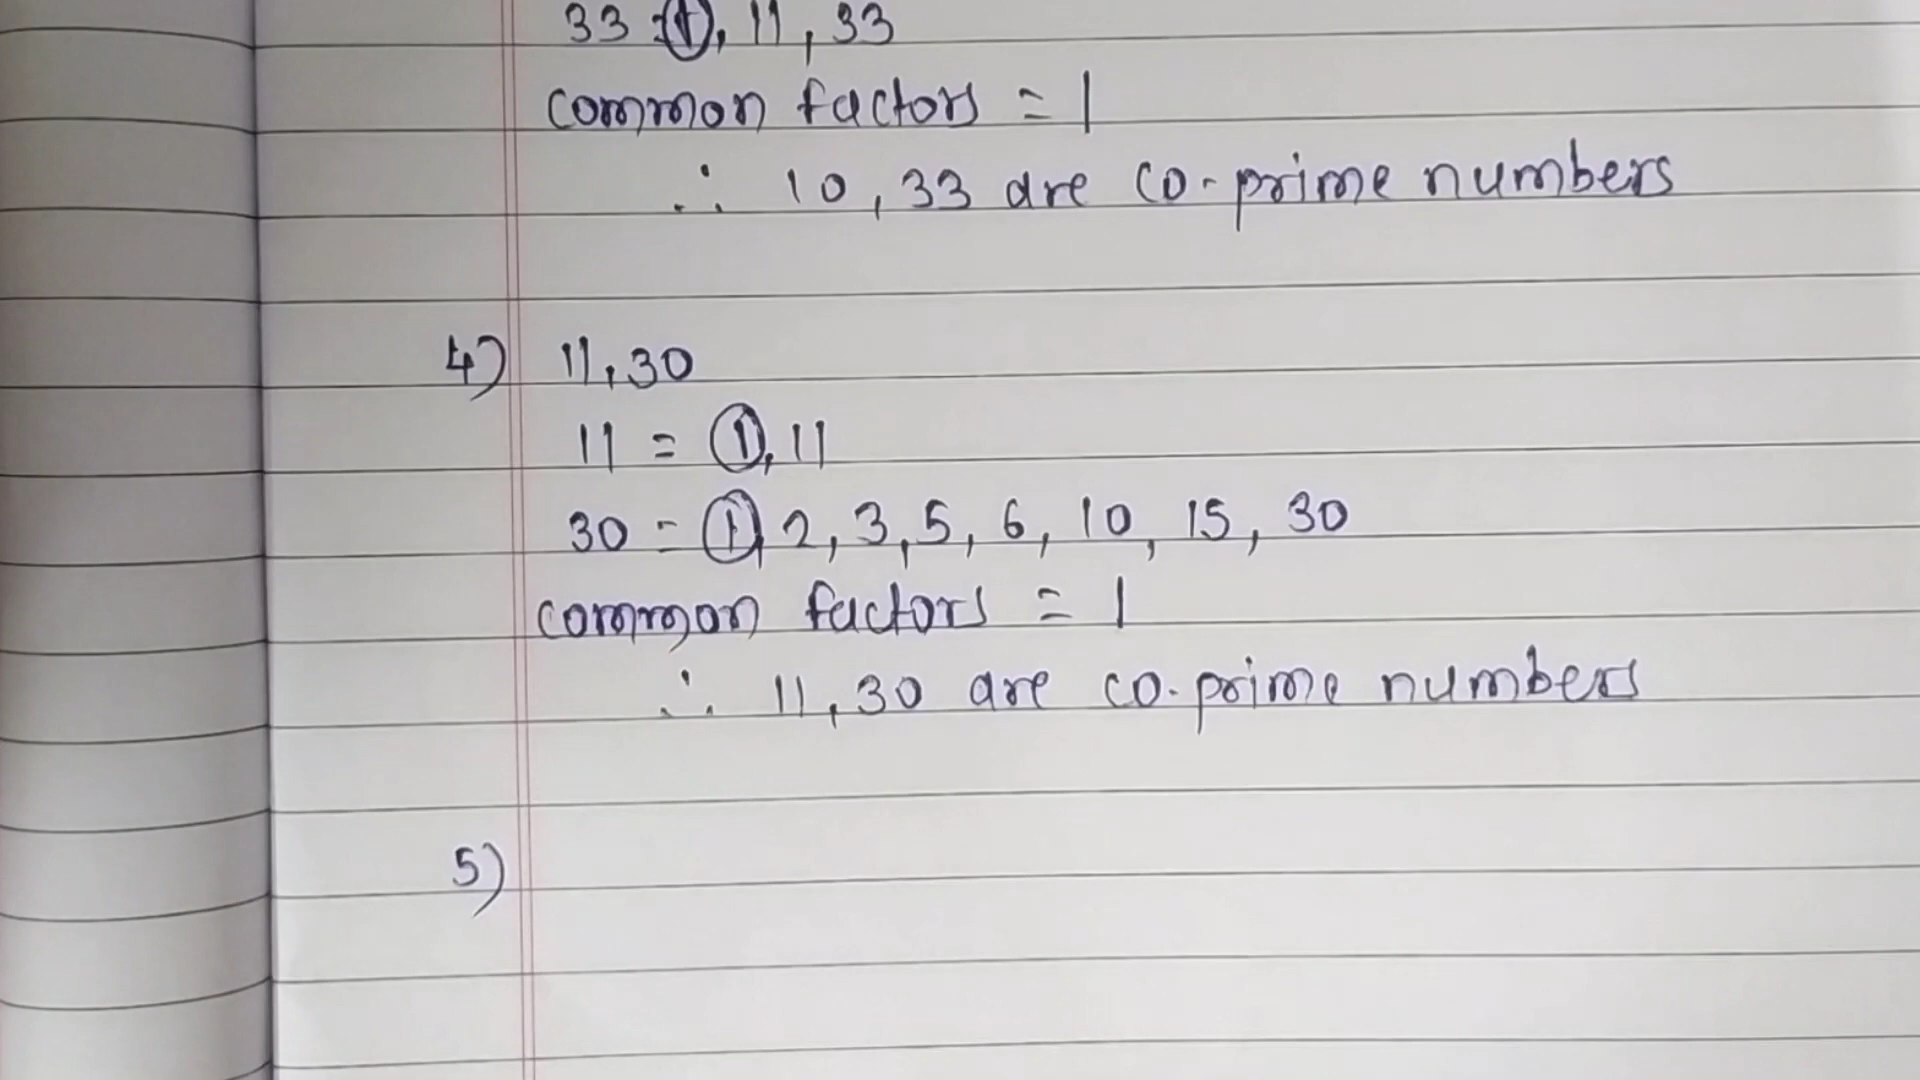 33 = 1, 11, 33
common factors = 1
∴ 10, 33 are co-prime numbers
4) 11, 30
11 = 1, 11
30 = 1, 2, 3, 5, 6, 10, 15, 30
common factors = 1
∴ 11, 30 are co-prime numbers
5)